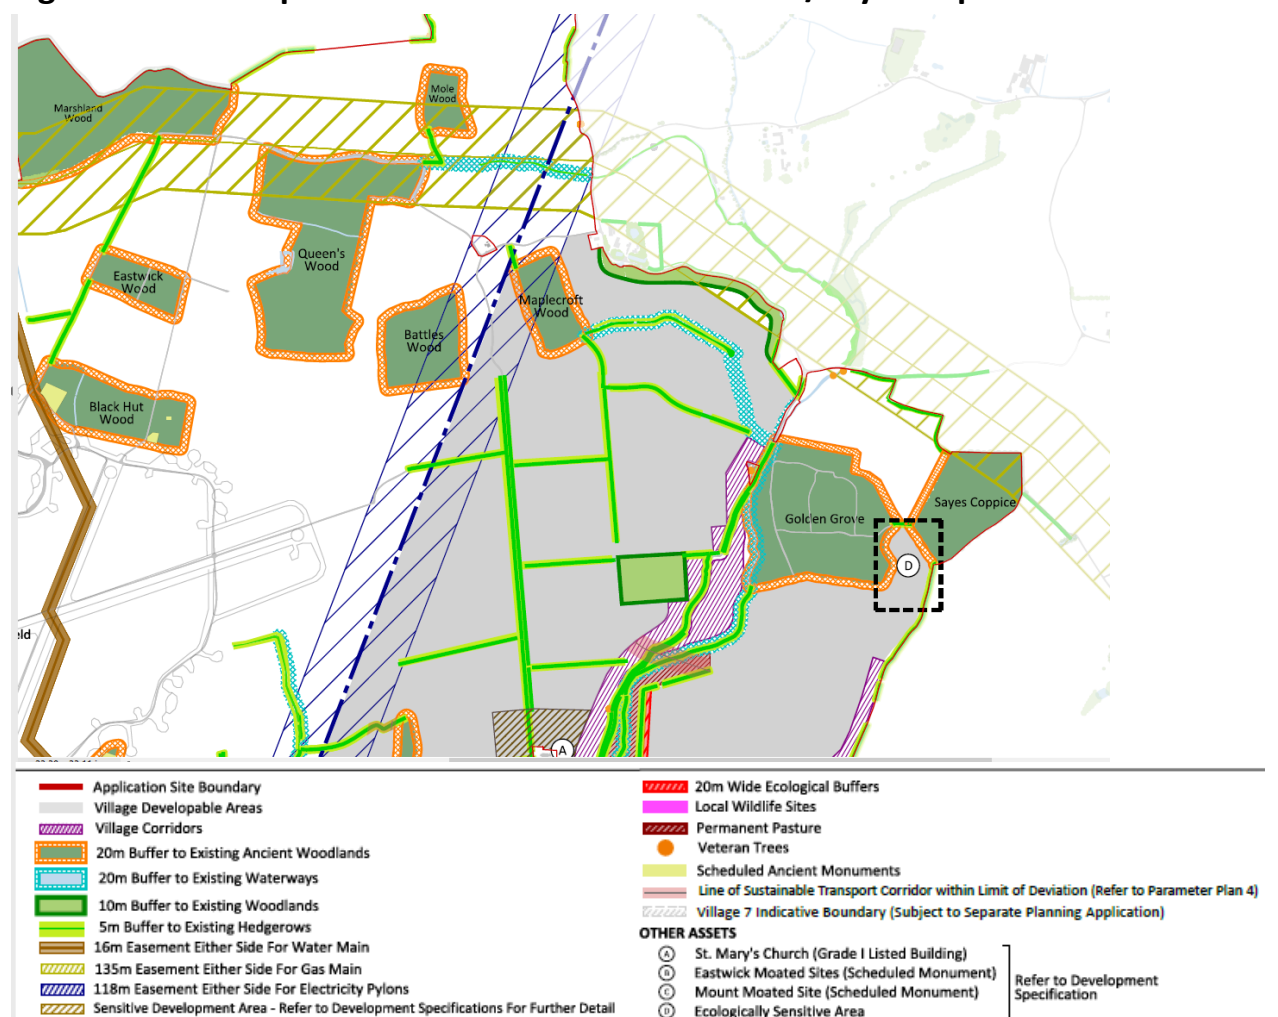 Marshland
Wood
Mole
Wood
Queen's
Wood
Eastwick
Wood
Maplecroft
Wood
Battles
Wood
Black Hut
Wood
Sayes Coppice
Golden Grove
D
eld
A
Application Site Boundary
Village Developable Areas
Village Corridors
20m Buffer to Existing Ancient Woodlands
20m Buffer to Existing Waterways
10m Buffer to Existing Woodlands
5m Buffer to Existing Hedgerows
16m Easement Either Side For Water Main
135m Easement Either Side For Gas Main
118m Easement Either Side For Electricity Pylons
Sensitive Development Area - Refer to Development Specifications For Further Detail
20m Wide Ecological Buffers
Local Wildlife Sites
Permanent Pasture
Veteran Trees
Scheduled Ancient Monuments
Line of Sustainable Transport Corridor within Limit of Deviation (Refer to Parameter Plan 4)
Village 7 Indicative Boundary (Subject to Separate Planning Application)
OTHER ASSETS
A St. Mary's Church (Grade I Listed Building)
B Eastwick Moated Sites (Scheduled Monument)
C Mount Moated Site (Scheduled Monument)
D Ecologically Sensitive Area
Refer to Development
Specification